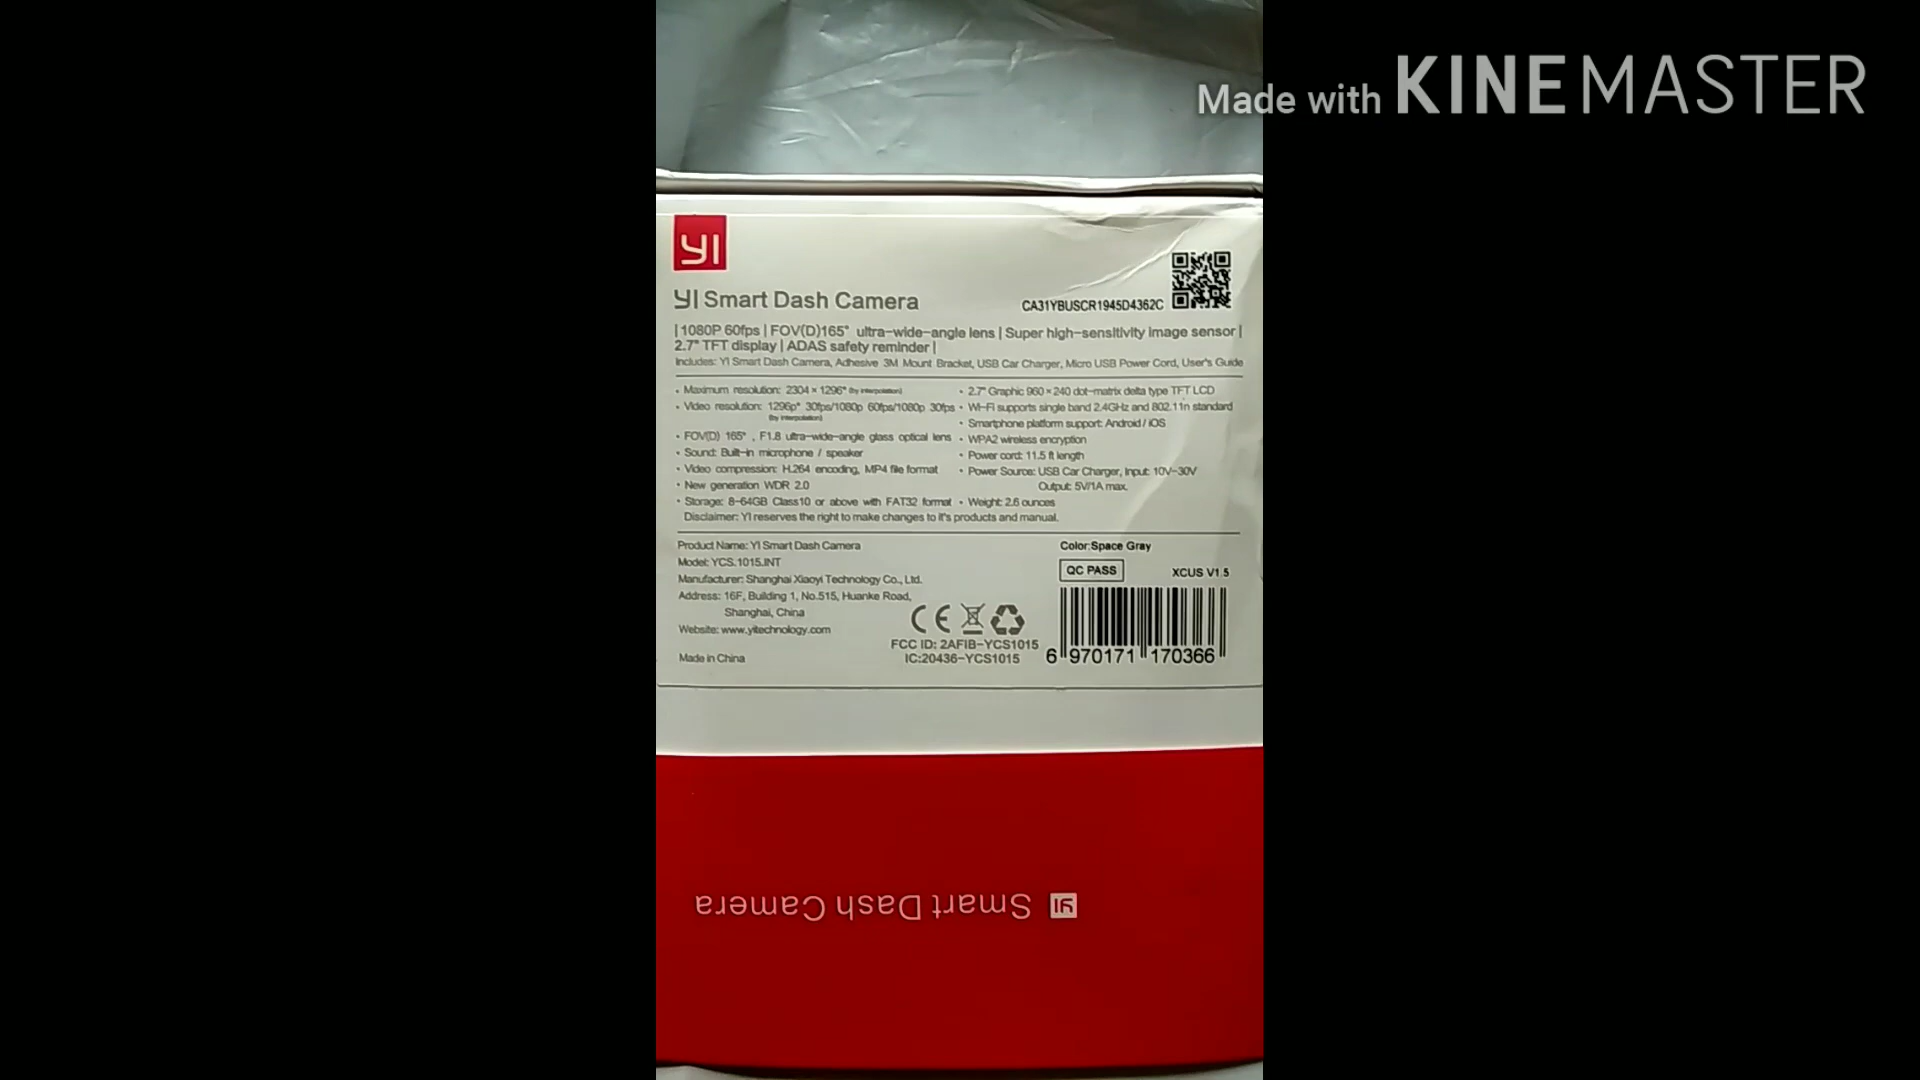 Made with KINEMASTER
YI
YI Smart Dash Camera
CA31YBUSCR1945D4362C
| 1080P 60fps | FOV(D)165° ultra-wide-angle lens | Super high-sensitivity image sensor |
2.7" TFT display | ADAS safety reminder |
Includes: YI Smart Dash Camera, Adhesive 3M Mount Bracket, USB Car Charger, Micro USB Power Cord, User's Guide
• Maximum resolution: 2304 × 1296* (by interpolation)
• Video resolution: 1296p* 30fps/1080p 60fps/1080p 30fps
(by interpolation)
• FOV(D) 165° , F1.8 ultra-wide-angle glass optical lens
• Sound: Built-in microphone / speaker
• Video compression: H.264 encoding, MP4 file format
• New generation WDR 2.0
• Storage: 8-64GB Class10 or above with FAT32 format
• 2.7" Graphic 960 × 240 dot-matrix delta type TFT LCD
• Wi-Fi supports single band 2.4GHz and 802.11n standard
• Smartphone platform support: Android / iOS
• WPA2 wireless encryption
• Power cord: 11.5 ft length
• Power Source: USB Car Charger, Input: 10V-30V
Output: 5V/1A max.
• Weight: 2.6 ounces
Disclaimer: YI reserves the right to make changes to it's products and manual.
Product Name: YI Smart Dash Camera
Model: YCS.1015.INT
Manufacturer: Shanghai Xiaoyi Technology Co., Ltd.
Address: 16F, Building 1, No.515, Huanke Road,
Shanghai, China
Website: www.yitechnology.com
Made in China
Color:Space Gray
QC PASS
XCUS V1.5
CE
FCC ID: 2AFIB-YCS1015
IC:20436-YCS1015
6 970171 170366
YI Smart Dash Camera